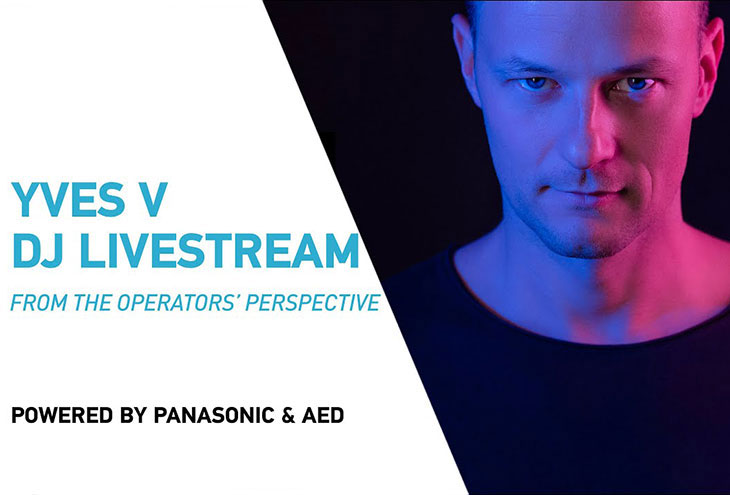 YVES V
DJ LIVESTREAM
FROM THE OPERATORS' PERSPECTIVE
POWERED BY PANASONIC & AED